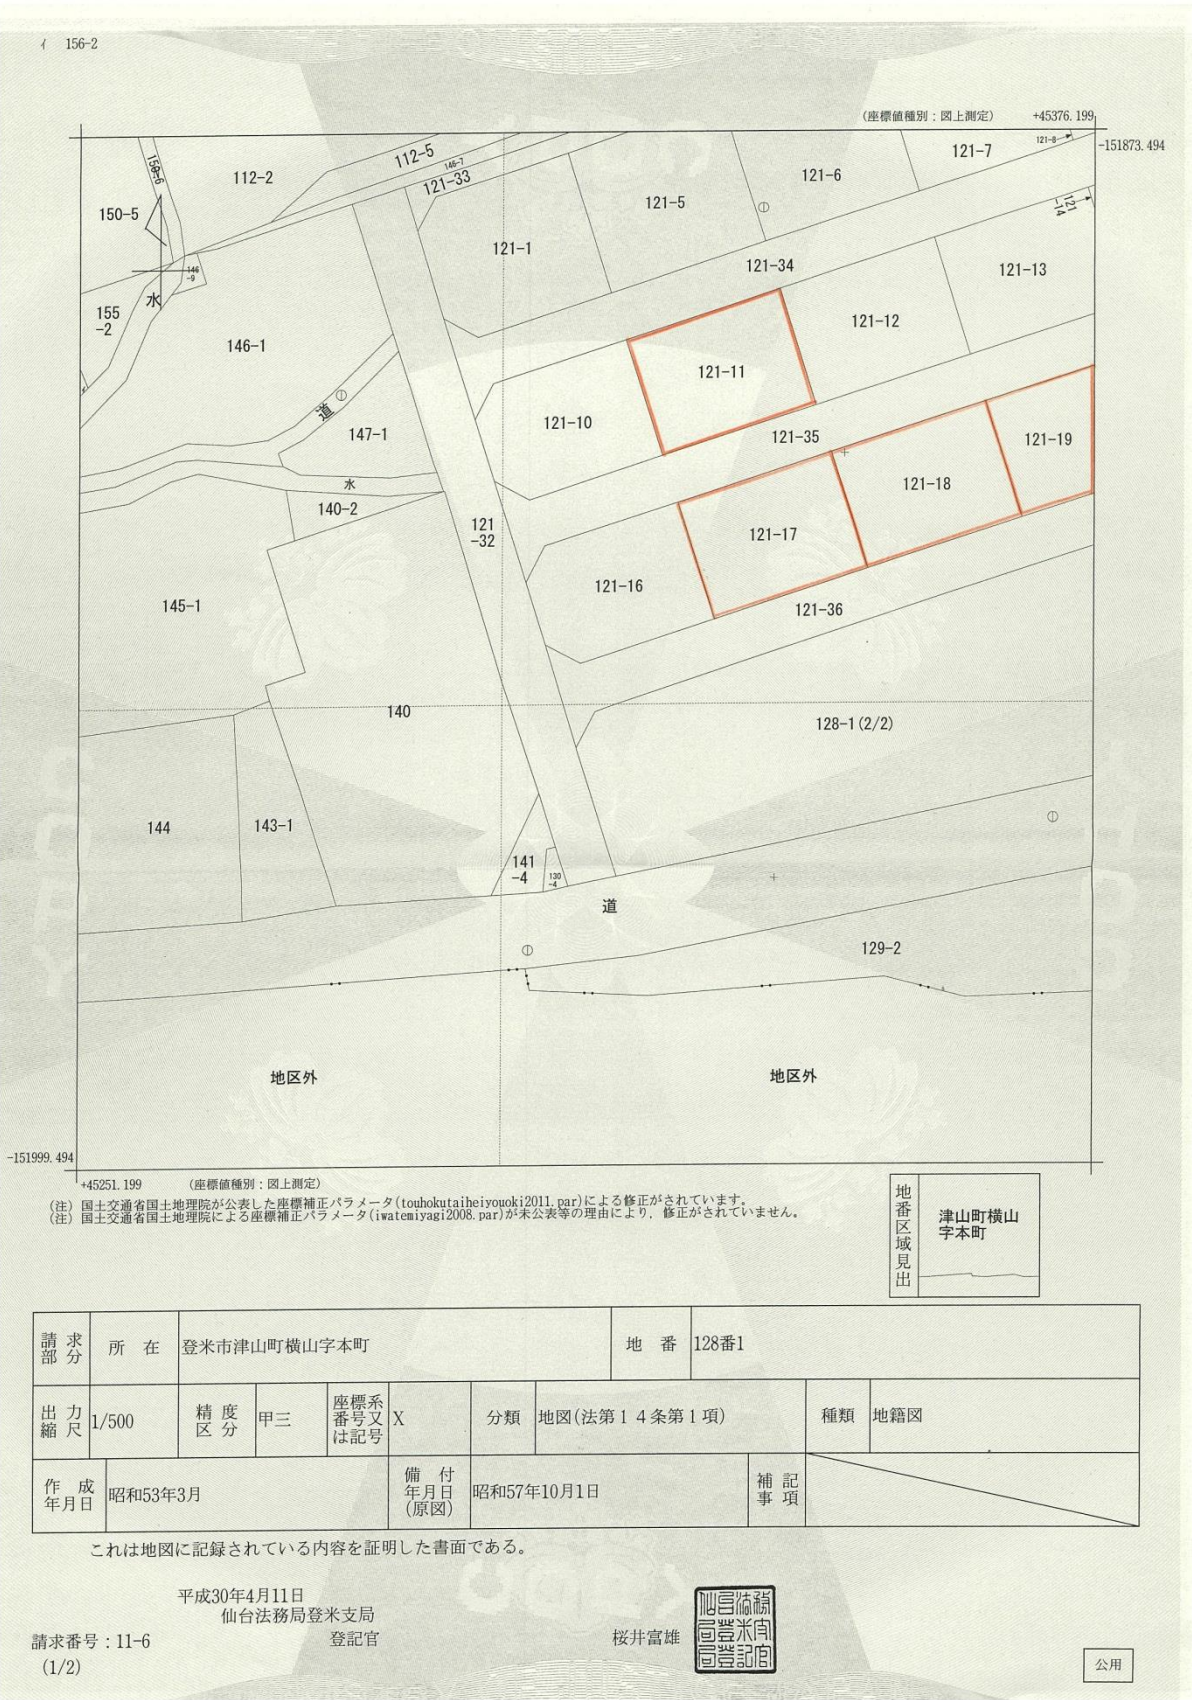 イ 156-2
(座標値種別：図上測定) +45376.199
-151873.494
150-6
112-2
112-5
146-7
121-33
121-5
121-6
121-7
121-8
150-5
121-1
121
-14
146
-9
水
155
-2
146-1
121-34
121-12
121-13
121-11
道
147-1
121-10
121-35
121-19
水
140-2
121
-32
121-18
121-17
121-16
145-1
121-36
140
128-1(2/2)
144
143-1
141
-4
130
-4
道
129-2
地区外
地区外
-151999.494
+45251.199 (座標値種別：図上測定)
(注) 国土交通省国土地理院が公表した座標補正パラメータ(touhokutaiheiyouoki2011.par)による修正がされています。
(注) 国土交通省国土地理院による座標補正パラメータ(iwatemiyagi2008.par)が未公表等の理由により，修正がされていません。
地番区域見出
津山町横山
字本町
請求
部分
所在
登米市津山町横山字本町
地番
128番1
出力
縮尺
1/500
精度
区分
甲三
座標系
番号又
は記号
X
分類
地図(法第１４条第１項)
種類
地籍図
作成
年月日
昭和53年3月
備付
年月日
(原図)
昭和57年10月1日
補記
事項
これは地図に記録されている内容を証明した書面である。
平成30年4月11日
仙台法務局登米支局
請求番号：11-6
登記官
桜井富雄
(1/2)
公用